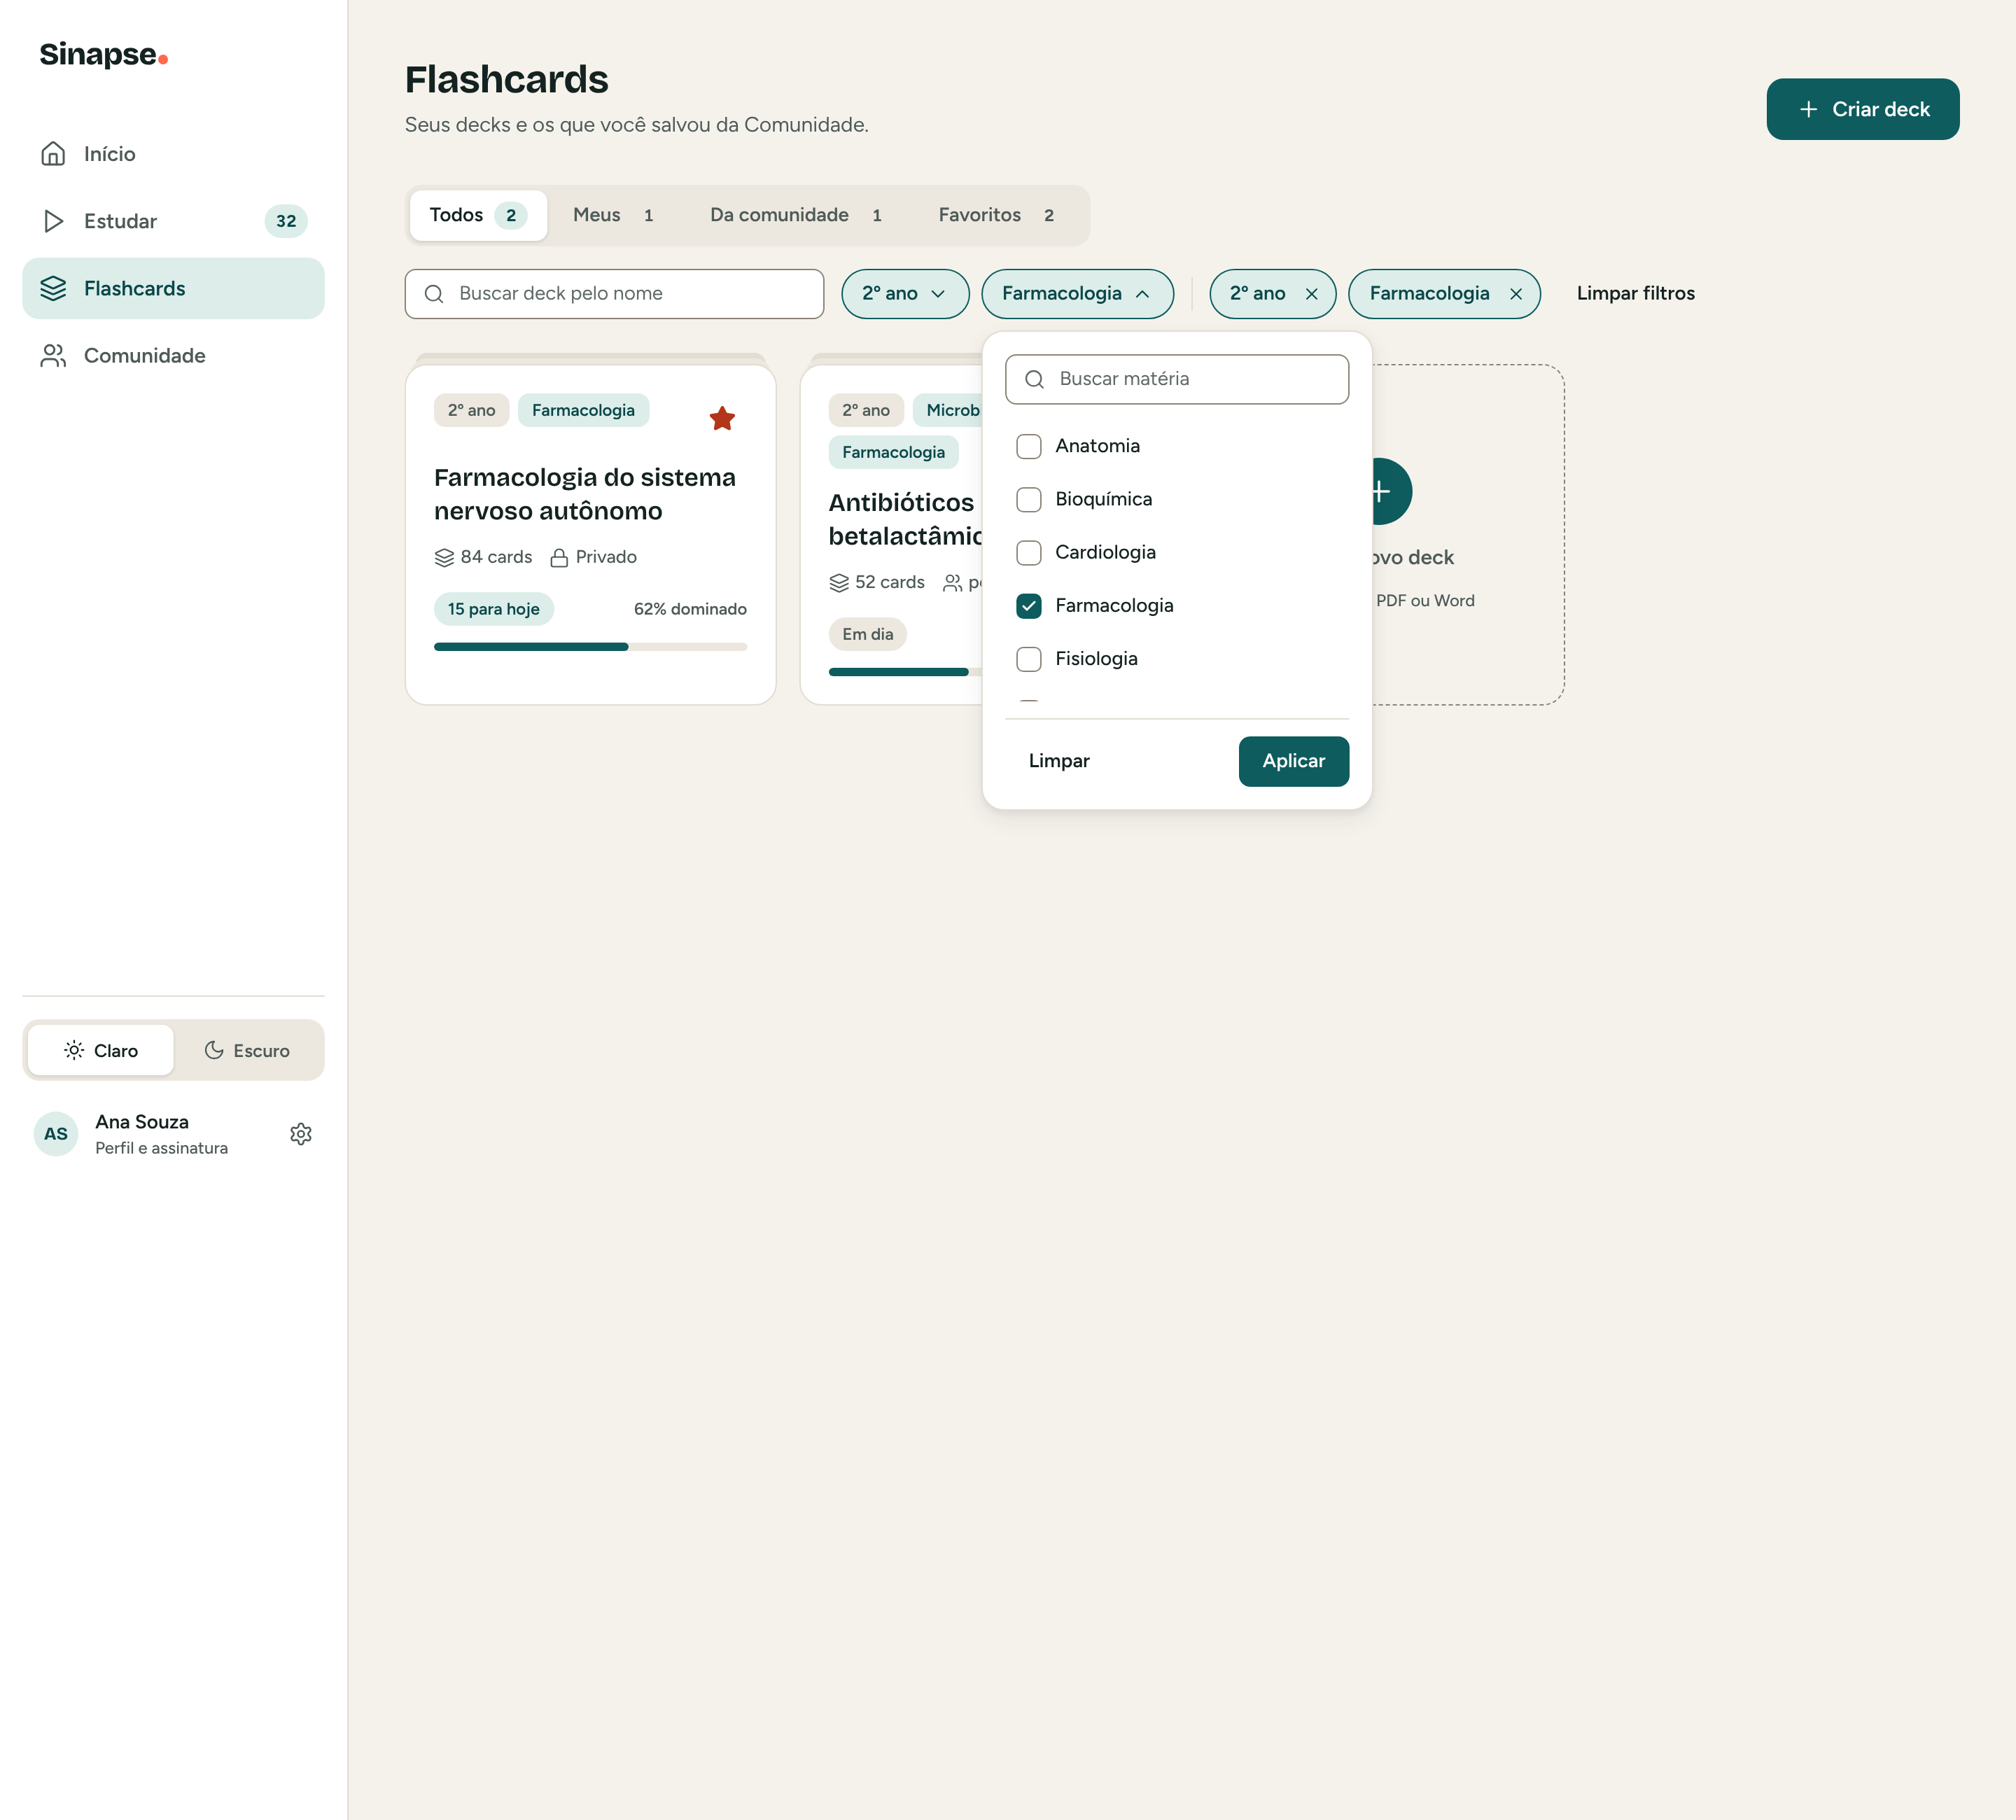 Sinapse.
Início
Estudar 32
Flashcards
Comunidade
Claro Escuro
AS Ana Souza
Perfil e assinatura
Flashcards
Seus decks e os que você salvou da Comunidade.
Criar deck
Todos 2 Meus 1 Da comunidade 1 Favoritos 2
Buscar deck pelo nome 2º ano Farmacologia 2º ano Farmacologia Limpar filtros
2º ano Farmacologia
Farmacologia do sistema
nervoso autônomo
84 cards Privado
15 para hoje 62% dominado
2º ano Microb
Farmacologia
Antibióticos
betalactâmic
52 cards
Em dia
Buscar matéria
Anatomia
Bioquímica
Cardiologia
Farmacologia
Fisiologia
Limpar Aplicar
ovo deck
PDF ou Word